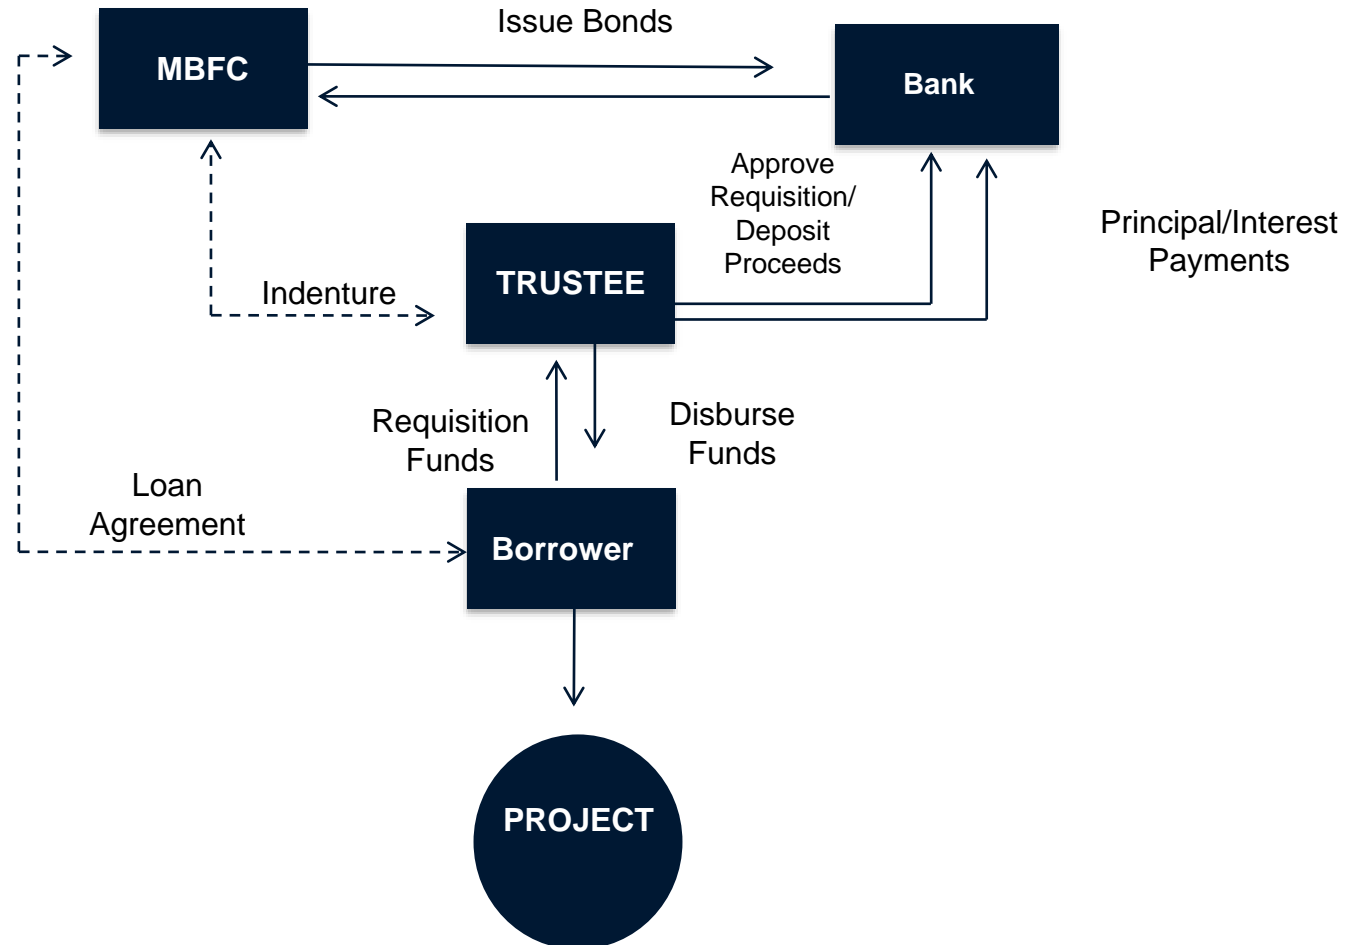 Issue Bonds
MBFC
Bank
Approve
Requisition/
Deposit
Proceeds
Principal/Interest
Payments
TRUSTEE
Indenture
Requisition
Funds
Disburse
Funds
Loan
Agreement
Borrower
PROJECT